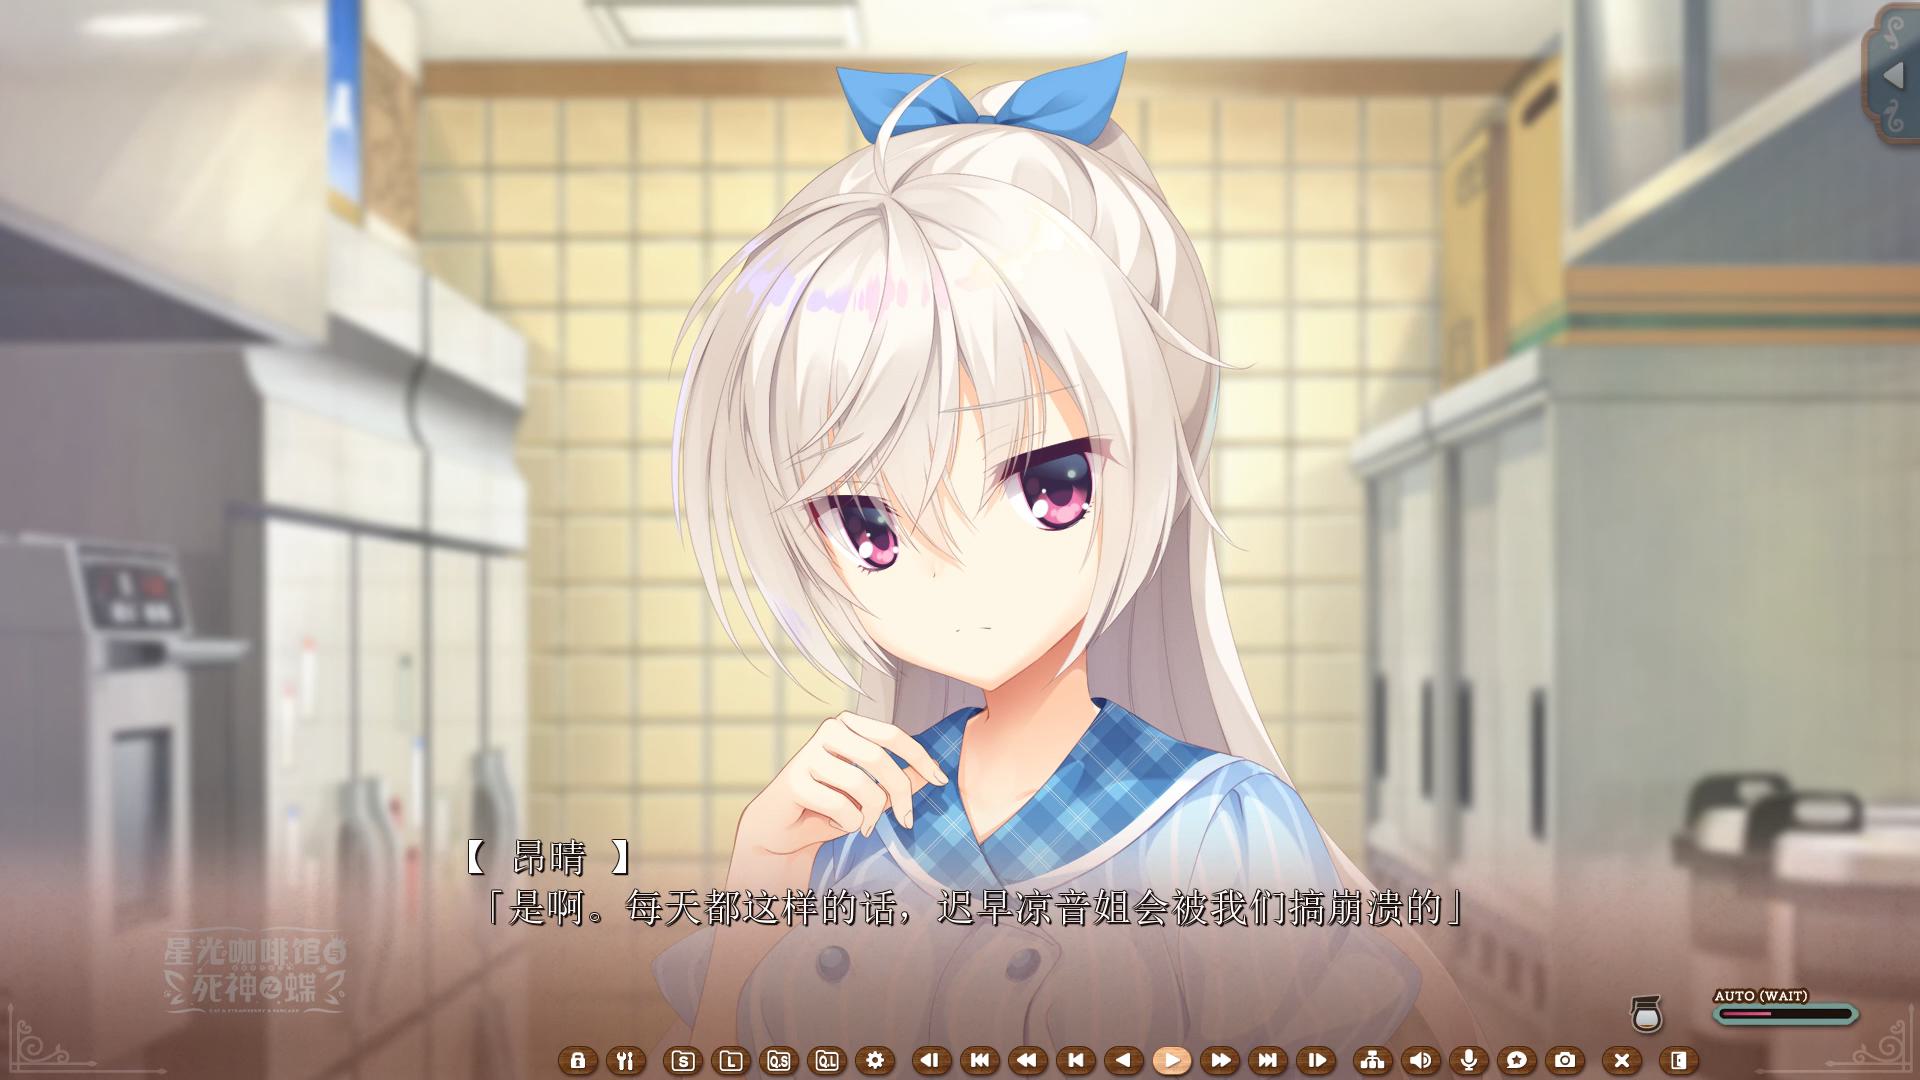 【 昂晴 】
「是啊。每天都这样的话，迟早凉音姐会被我们搞崩溃的」
星光咖啡馆与
死神之蝶
AUTO (WAIT)
S
L
Q.S
Q.L